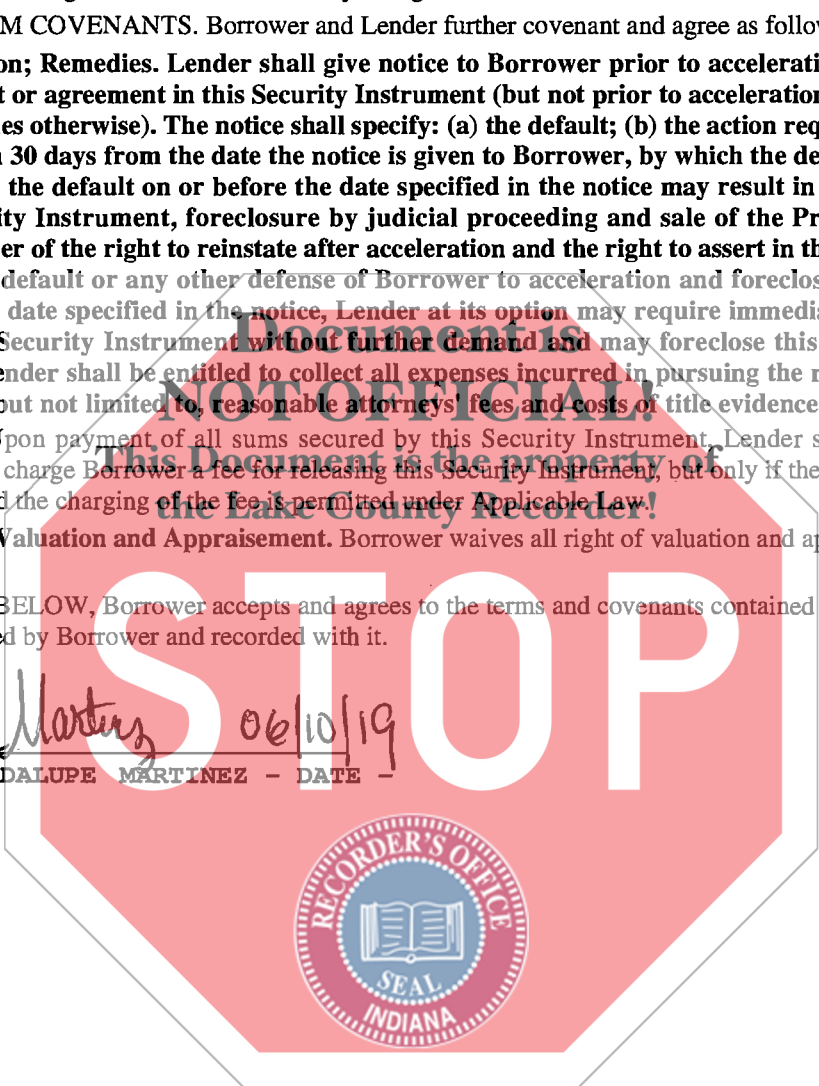 M COVENANTS. Borrower and Lender further covenant and agree as follow
on; Remedies. Lender shall give notice to Borrower prior to accelerati
t or agreement in this Security Instrument (but not prior to acceleration
es otherwise). The notice shall specify: (a) the default; (b) the action req
30 days from the date the notice is given to Borrower, by which the de
the default on or before the date specified in the notice may result in
ity Instrument, foreclosure by judicial proceeding and sale of the Pr
er of the right to reinstate after acceleration and the right to assert in th
default or any other defense of Borrower to acceleration and foreclos
date specified in the notice, Lender at its option may require immedia
Security Instrument without further demand and may foreclose this
ender shall be entitled to collect all expenses incurred in pursuing the r
but not limited to, reasonable attorneys' fees and costs of title evidence
pon payment of all sums secured by this Security Instrument, Lender s
charge Borrower a fee for releasing this Security Instrument, but only if the
d the charging of the fee is permitted under Applicable Law.
Valuation and Appraisement. Borrower waives all right of valuation and ap
BELOW, Borrower accepts and agrees to the terms and covenants contained
ed by Borrower and recorded with it.
Martinez 06/10/19
DALUPE MARTINEZ - DATE -
Document is
NOT OFFICIAL!
This Document is the property of
the Lake County Recorder!
STOP
RECORDER'S OFFICE
SEAL
INDIANA